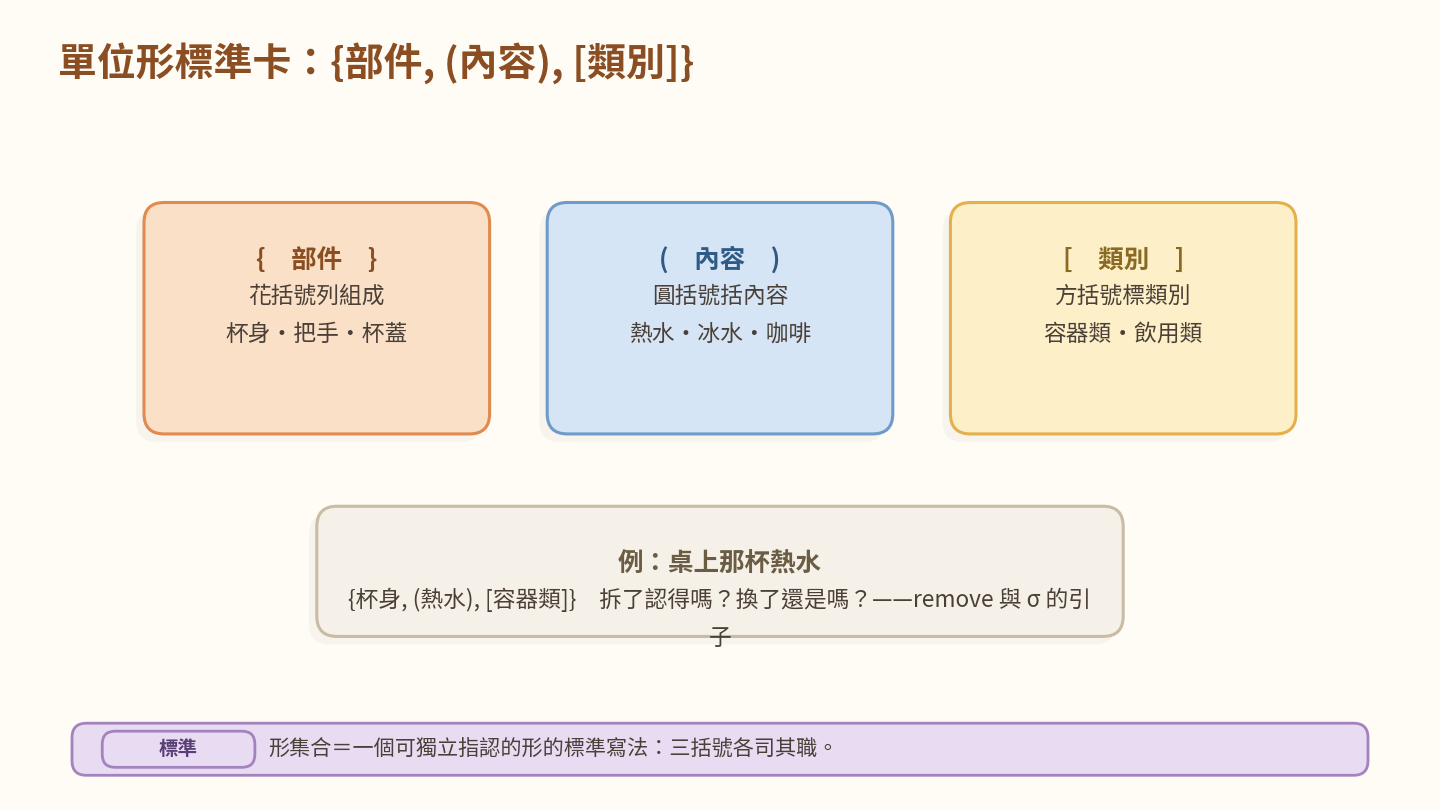 單位形標準卡：{部件, (內容), [類別]}
{　部件　}
花括號列組成
杯身・把手・杯蓋
(　內容　)
圓括號括內容
熱水・冰水・咖啡
[　類別　]
方括號標類別
容器類・飲用類
例：桌上那杯熱水
{杯身, (熱水), [容器類]}　拆了認得嗎？換了還是嗎？——remove 與 σ 的引
子
標準
形集合＝一個可獨立指認的形的標準寫法：三括號各司其職。